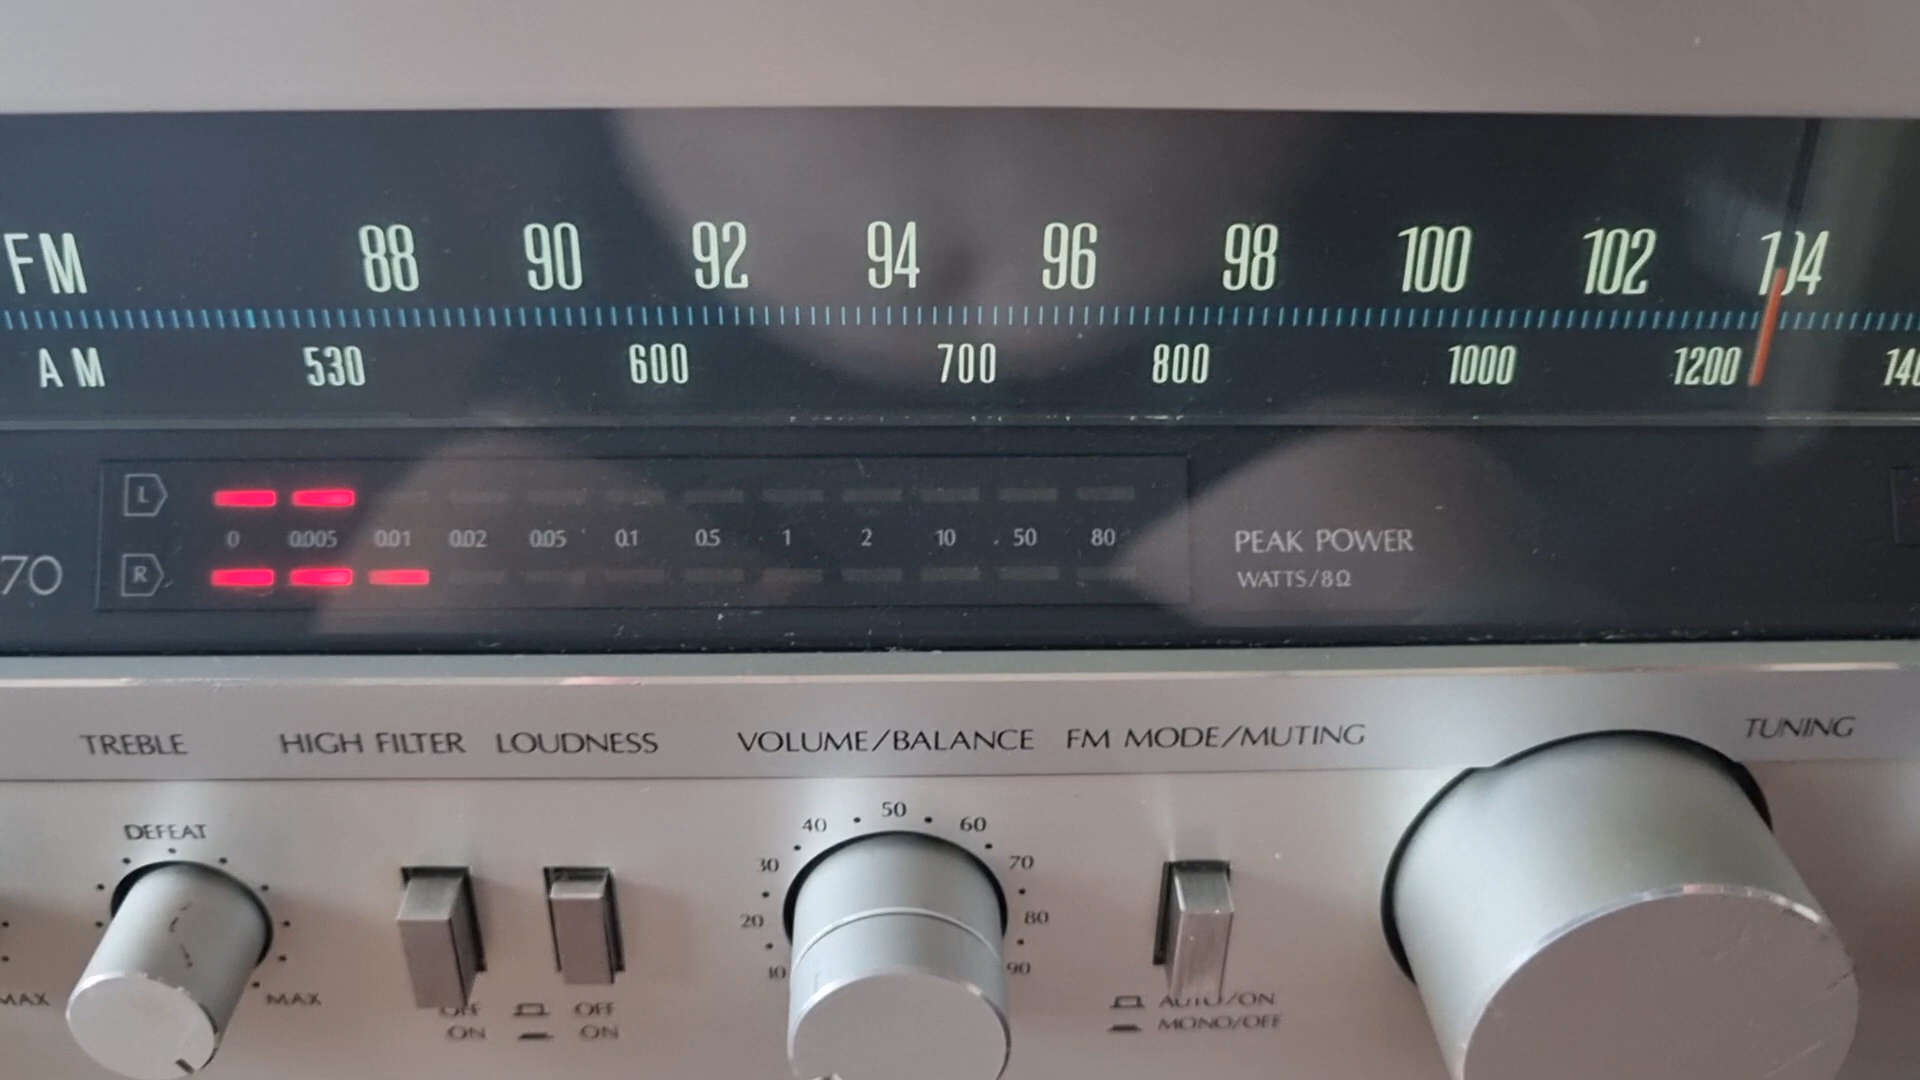 FM 88 90 92 94 96 98 100 102 104
AM 530 600 700 800 1000 1200
L
0 0.005 0.01 0.02 0.05 0.1 0.5 1 2 10 50 80
PEAK POWER
70
R
WATTS/8Ω
TREBLE HIGH FILTER LOUDNESS VOLUME/BALANCE FM MODE/MUTING TUNING
DEFEAT
40 50 60
30 70
20 80
10 90
MAX MAX
OFF OFF AUTO/ON
ON ON MONO/OFF